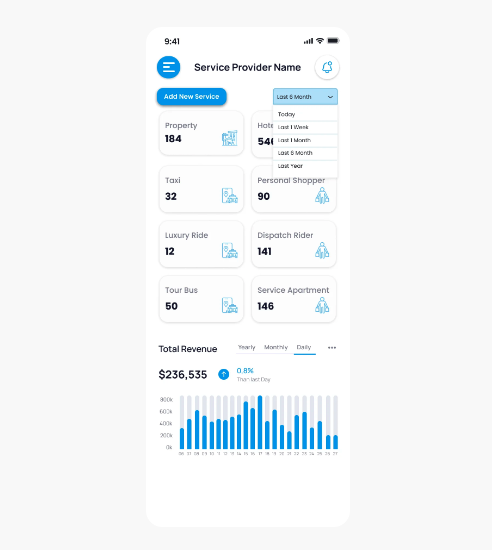 9:41
Service Provider Name
Add New Service
Last 6 Month
Today
Last 1 Week
Last 1 Month
Last 6 Month
Last Year
Property
184
Taxi
32
Personal Shopper
90
Luxury Ride
12
Dispatch Rider
141
Tour Bus
50
Service Apartment
146
Total Revenue
Yearly Monthly Daily
$236,535
0.8%
Than last Day
800k
600k
400k
200k
0k